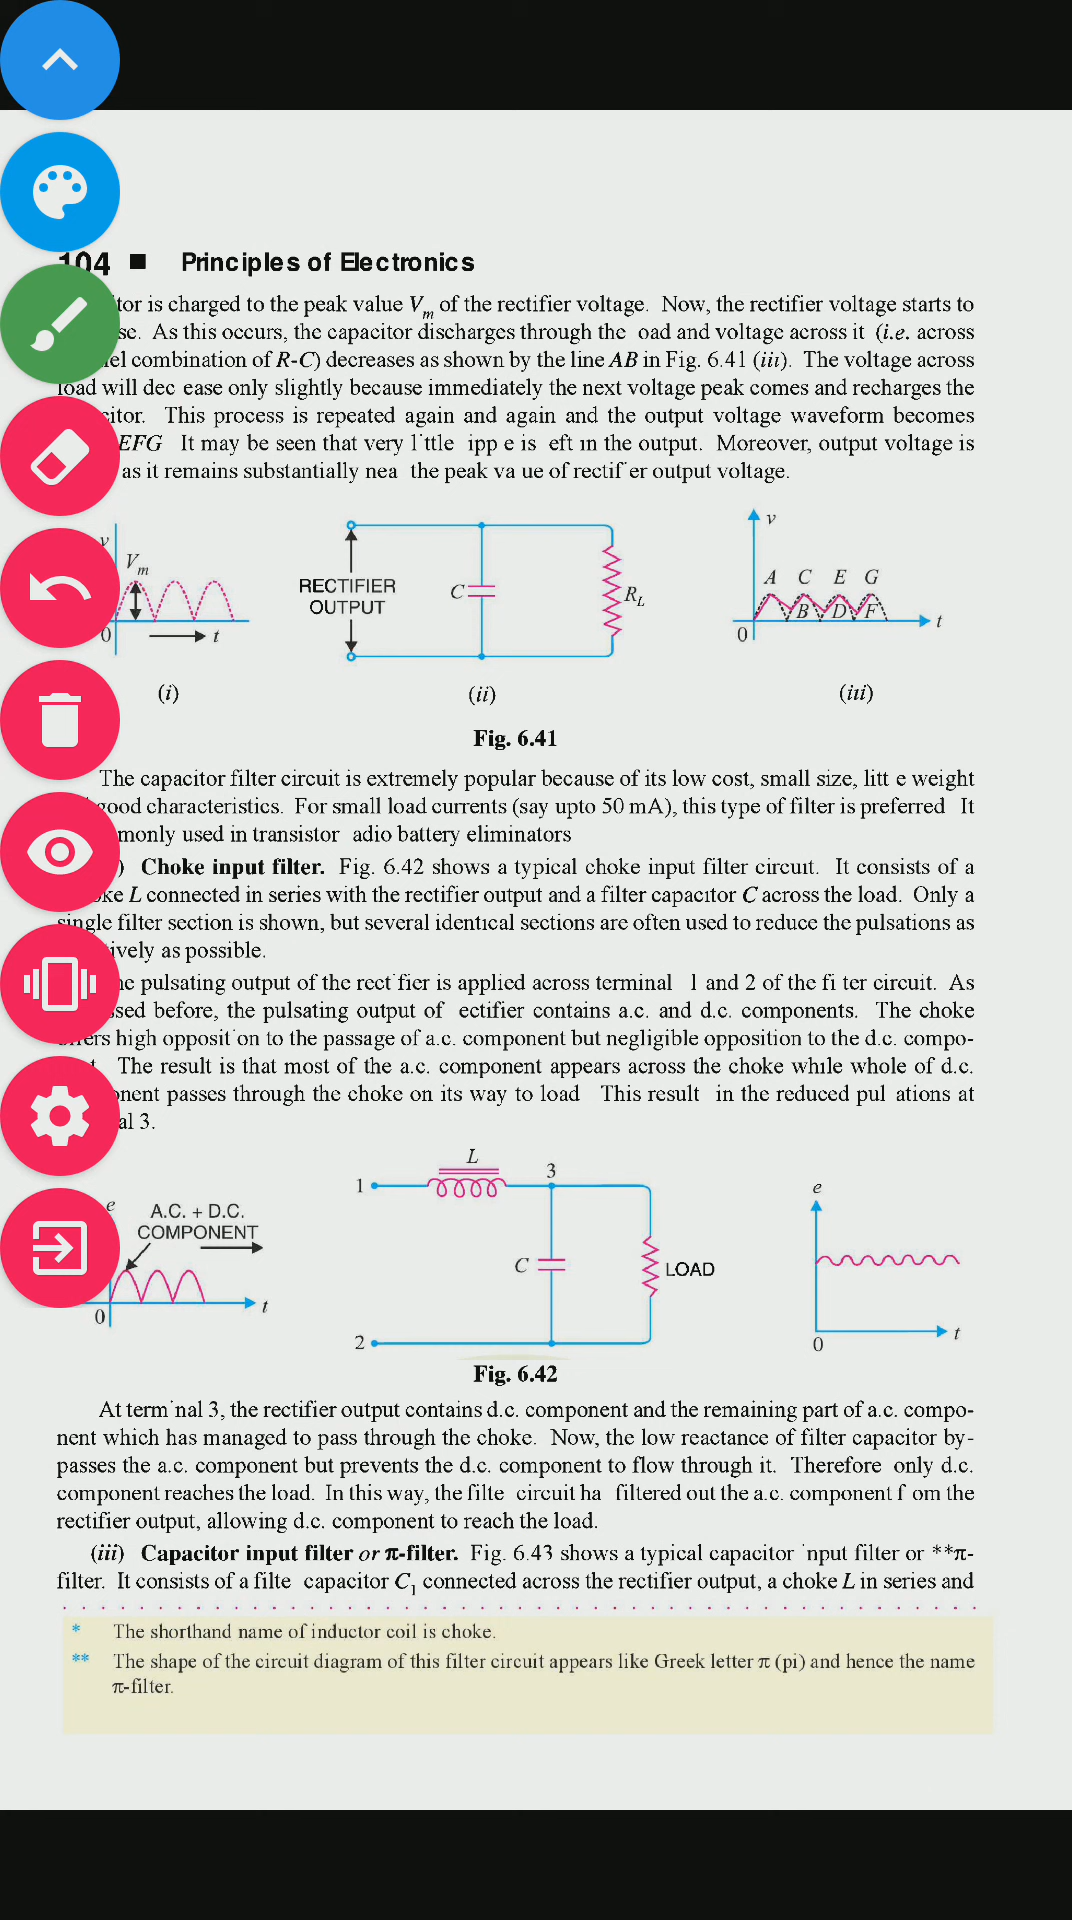 104 ■ Principles of Electronics
tor is charged to the peak value Vm of the rectifier voltage. Now, the rectifier voltage starts to
se. As this occurs, the capacitor discharges through the oad and voltage across it (i.e. across
el combination of R-C) decreases as shown by the line AB in Fig. 6.41 (iii). The voltage across
load will dec ease only slightly because immediately the next voltage peak comes and recharges the
citor. This process is repeated again and again and the output voltage waveform becomes
EFG It may be seen that very l ttle ipp e is eft in the output. Moreover, output voltage is
as it remains substantially nea the peak va ue of rectif er output voltage.
v
Vm
0
t
(i)
RECTIFIER
OUTPUT
C
RL
(ii)
v
A C E G
B D F
0
t
(iii)
Fig. 6.41
The capacitor filter circuit is extremely popular because of its low cost, small size, litt e weight
good characteristics. For small load currents (say upto 50 mA), this type of filter is preferred It
monly used in transistor adio battery eliminators
) Choke input filter. Fig. 6.42 shows a typical choke input filter circuit. It consists of a
ke L connected in series with the rectifier output and a filter capacitor C across the load. Only a
single filter section is shown, but several identical sections are often used to reduce the pulsations as
ively as possible.
he pulsating output of the rect fier is applied across terminal 1 and 2 of the fi ter circuit. As
ssed before, the pulsating output of ectifier contains a.c. and d.c. components. The choke
offers high opposit on to the passage of a.c. component but negligible opposition to the d.c. compo-
t. The result is that most of the a.c. component appears across the choke while whole of d.c.
onent passes through the choke on its way to load This result in the reduced pul ations at
al 3.
e
A.C. + D.C.
COMPONENT
0
t
L
1
3
C
LOAD
2
e
0
t
Fig. 6.42
At term nal 3, the rectifier output contains d.c. component and the remaining part of a.c. compo-
nent which has managed to pass through the choke. Now, the low reactance of filter capacitor by-
passes the a.c. component but prevents the d.c. component to flow through it. Therefore only d.c.
component reaches the load. In this way, the filte circuit ha filtered out the a.c. component f om the
rectifier output, allowing d.c. component to reach the load.
(iii) Capacitor input filter or π-filter. Fig. 6.43 shows a typical capacitor nput filter or **π-
filter. It consists of a filte capacitor C1 connected across the rectifier output, a choke L in series and
* The shorthand name of inductor coil is choke.
** The shape of the circuit diagram of this filter circuit appears like Greek letter π (pi) and hence the name
π-filter.